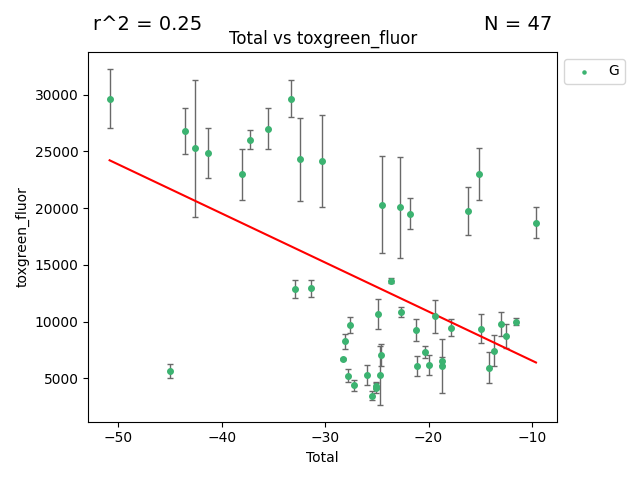 r^2 = 0.25
N = 47
Total vs toxgreen_fluor
G
30000
25000
20000
15000
10000
5000
toxgreen_fluor
−50
−40
−30
−20
−10
Total